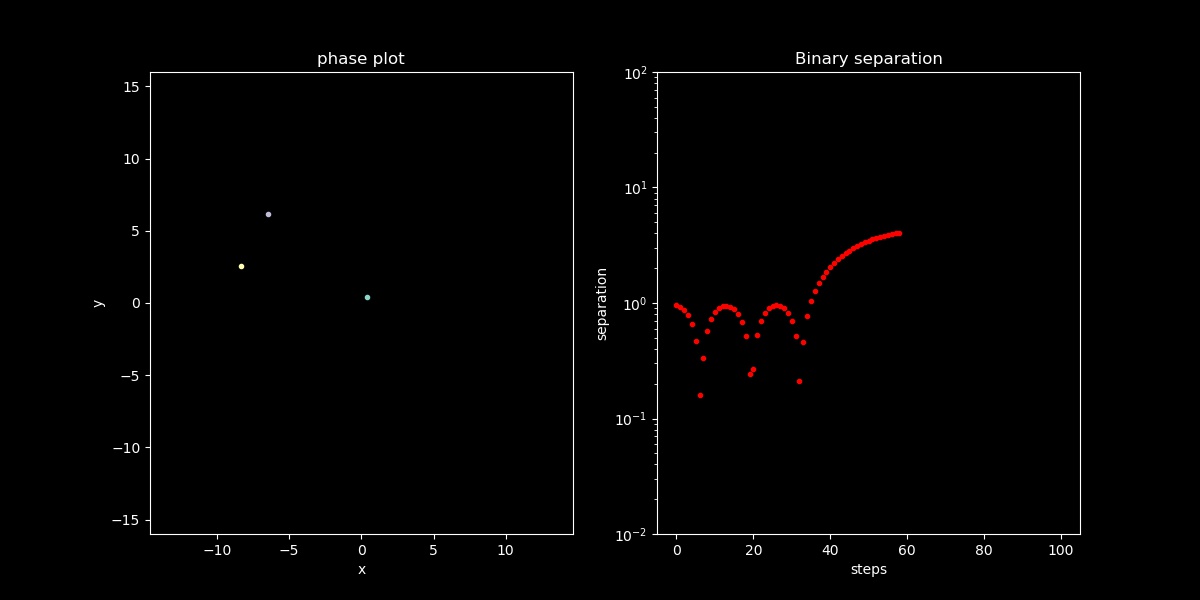 phase plot
15
10
5
0
−5
−10
−15
y
−10 −5 0 5 10
x
Binary separation
10²
10¹
10⁰
10⁻¹
10⁻²
separation
0 20 40 60 80 100
steps